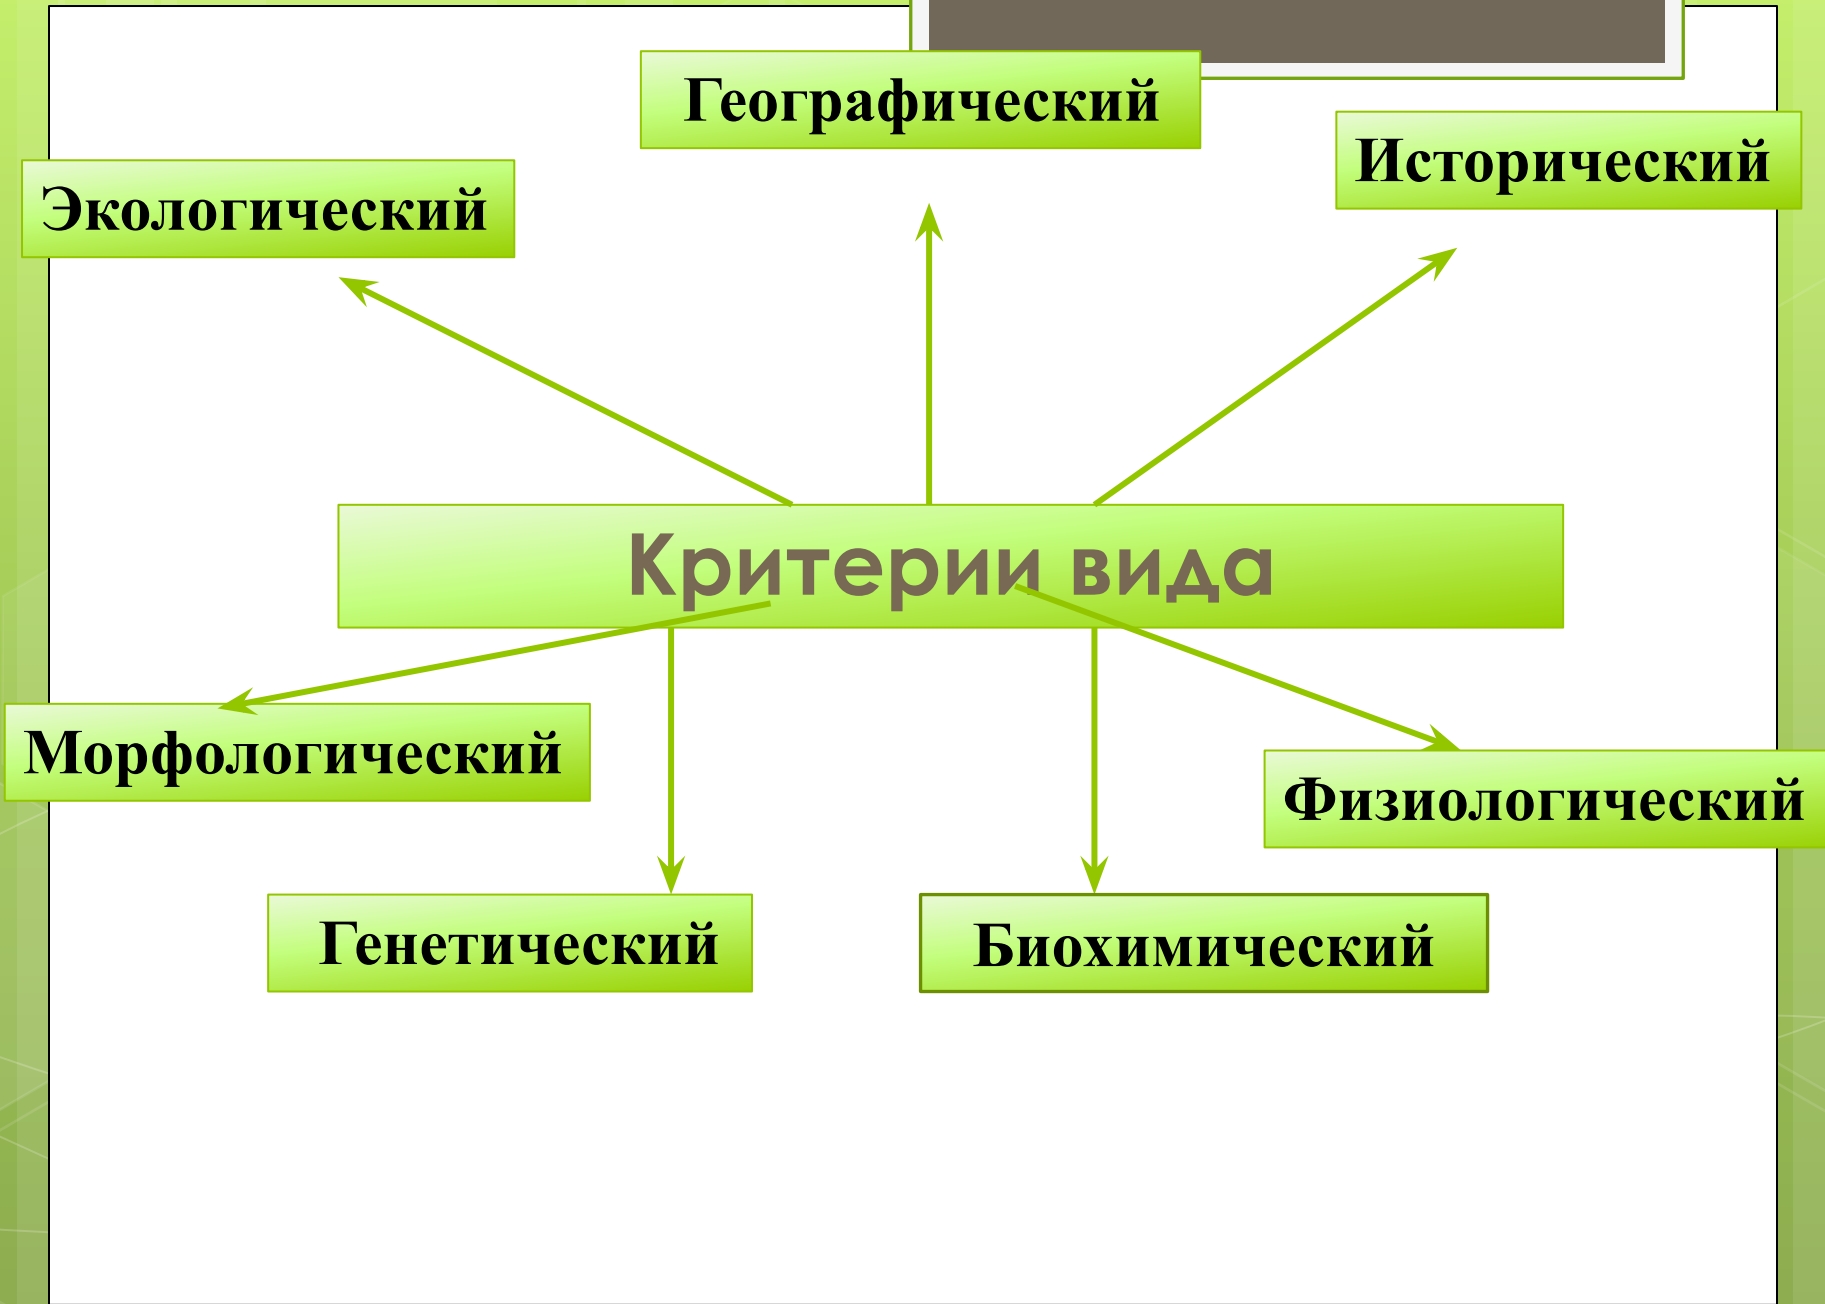 Географический
Исторический
Экологический
Критерии вида
Морфологический
Физиологический
Генетический
Биохимический